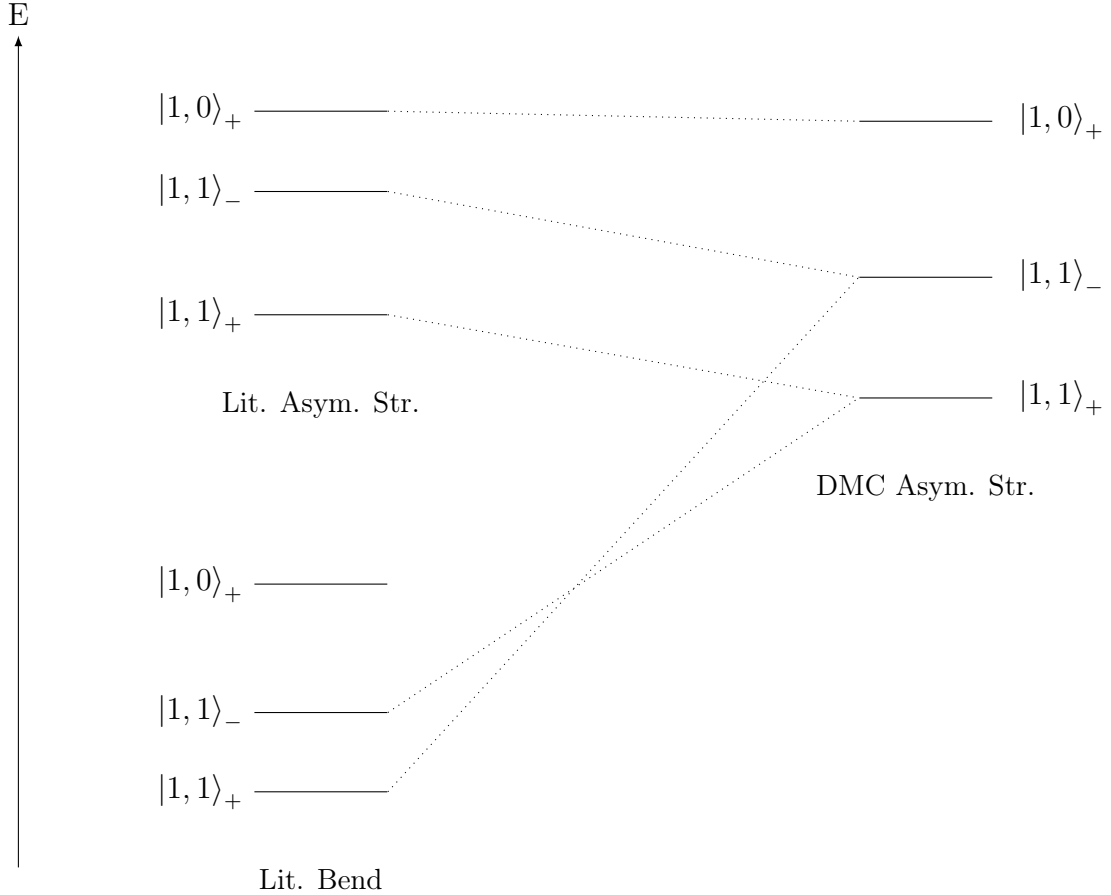 E
|1,0⟩₊
|1,0⟩₊
|1,1⟩₋
|1,1⟩₋
|1,1⟩₊
|1,1⟩₊
Lit. Asym. Str.
DMC Asym. Str.
|1,0⟩₊
|1,1⟩₋
|1,1⟩₊
Lit. Bend